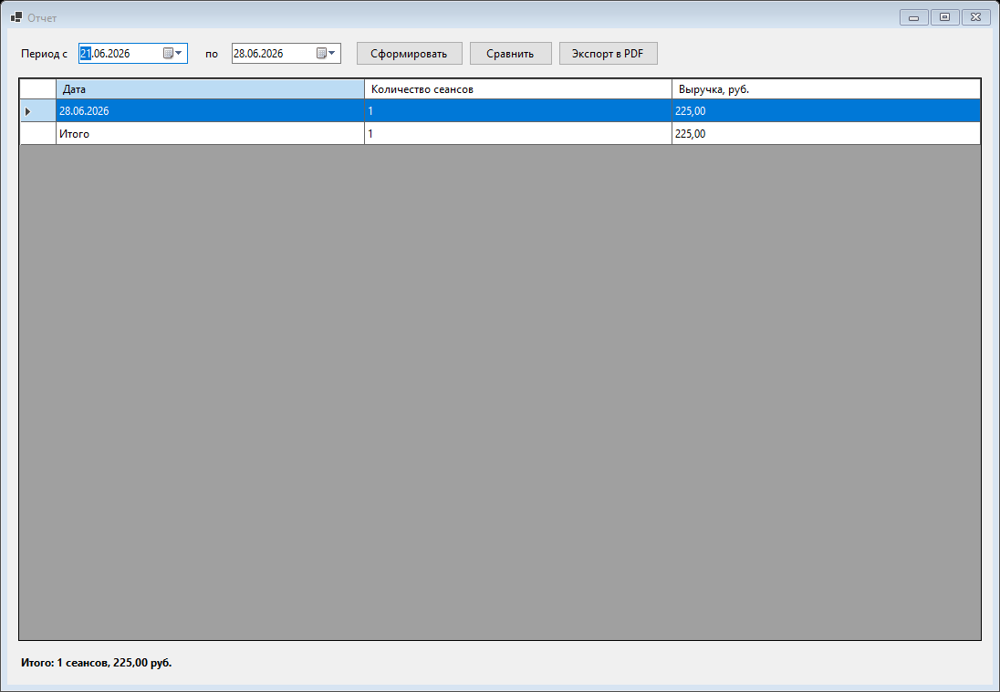 Отчет
Период с 21.06.2026 по 28.06.2026 Сформировать Сравнить Экспорт в PDF
Дата Количество сеансов Выручка, руб.
28.06.2026 1 225,00
Итого 1 225,00
Итого: 1 сеансов, 225,00 руб.